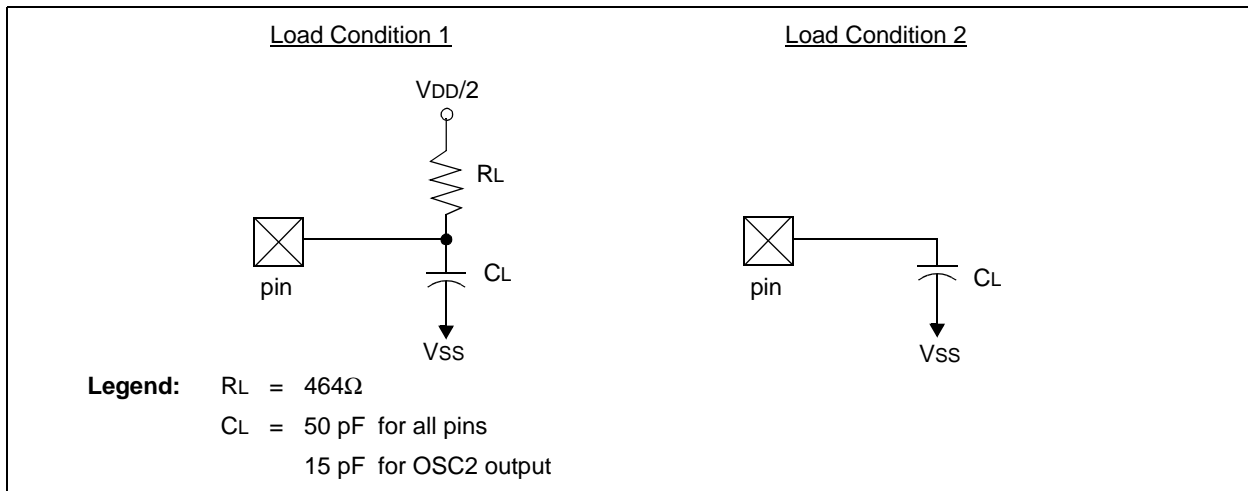 Load Condition 1
VDD/2
RL
pin
CL
VSS
Load Condition 2
pin
CL
VSS
Legend: RL = 464Ω
CL = 50 pF for all pins
15 pF for OSC2 output